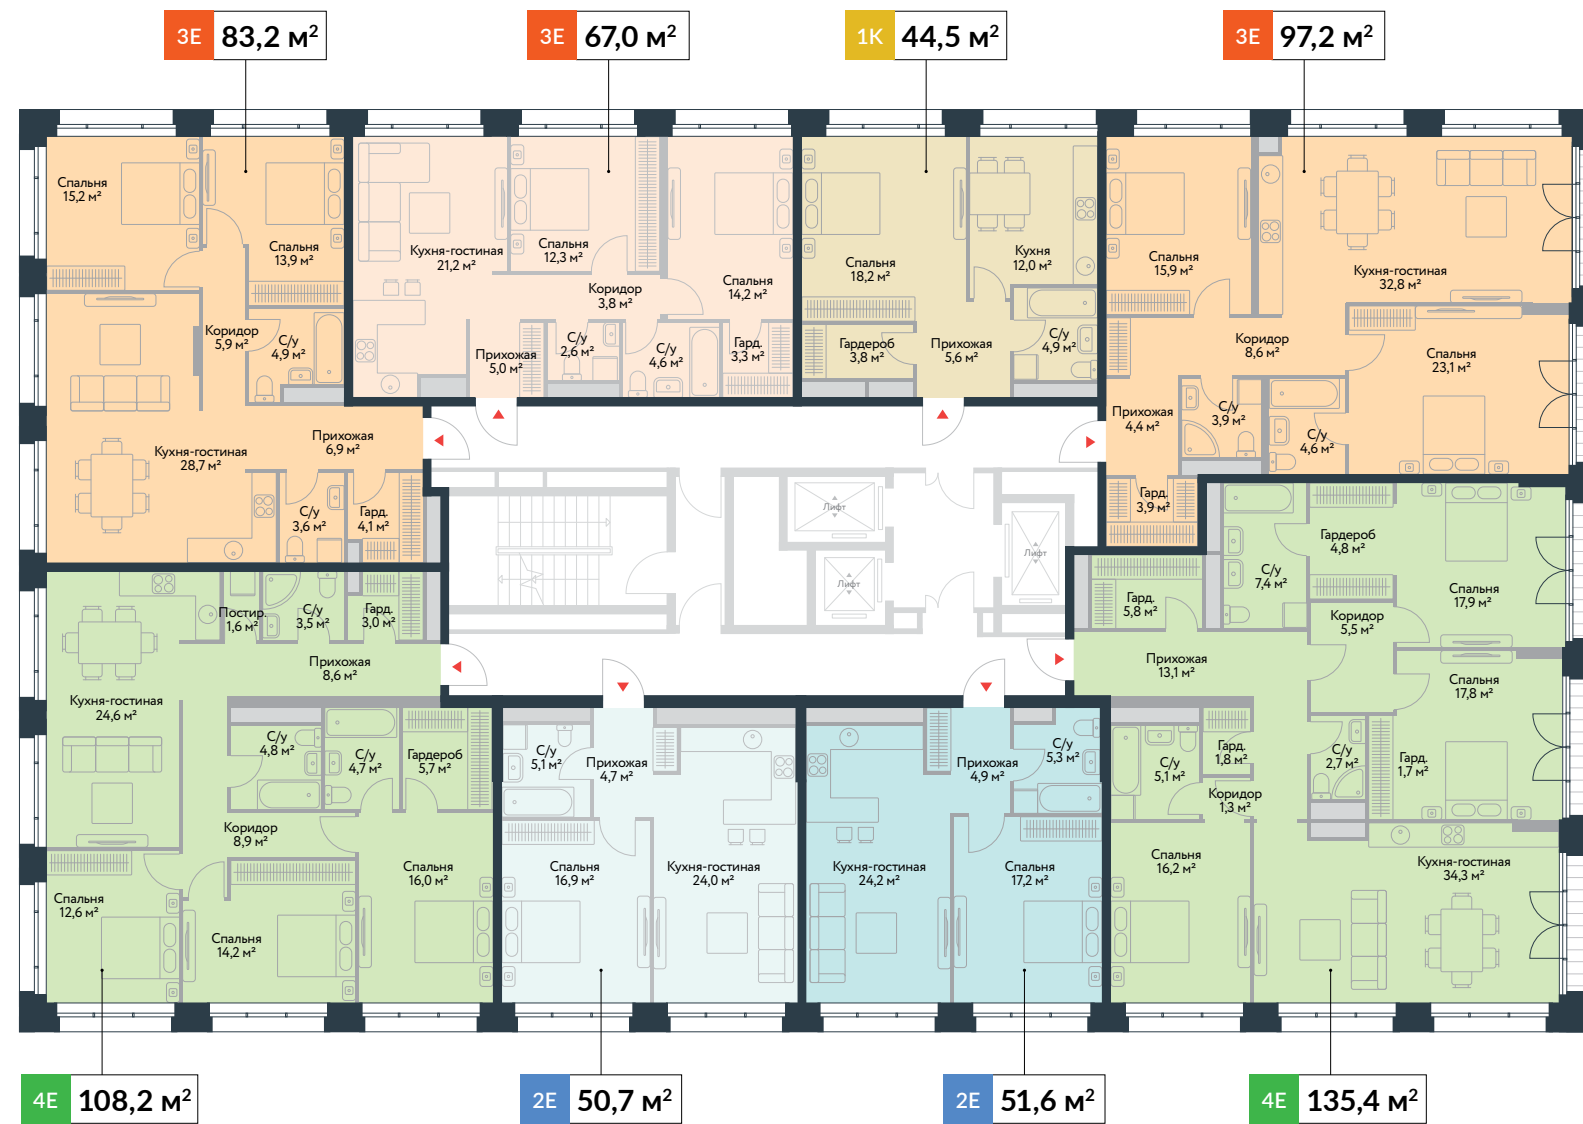 3Е 83,2 м²
3Е 67,0 м²
1К 44,5 м²
3Е 97,2 м²
Спальня
15,2 м²
Спальня
13,9 м²
Коридор
5,9 м²
С/у
4,9 м²
Кухня-гостиная
28,7 м²
Прихожая
6,9 м²
С/у
3,6 м²
Гард.
4,1 м²
Кухня-гостиная
21,2 м²
Спальня
12,3 м²
Коридор
3,8 м²
Спальня
14,2 м²
Прихожая
5,0 м²
С/у
2,6 м²
С/у
4,6 м²
Гард.
3,3 м²
Спальня
18,2 м²
Кухня
12,0 м²
Гардероб
3,8 м²
Прихожая
5,6 м²
С/у
4,9 м²
Спальня
15,9 м²
Кухня-гостиная
32,8 м²
Коридор
8,6 м²
Спальня
23,1 м²
Прихожая
4,4 м²
С/у
3,9 м²
С/у
4,6 м²
Гард.
3,9 м²
Лифт
Лифт
Лифт
Постир.
1,6 м²
С/у
3,5 м²
Гард.
3,0 м²
Прихожая
8,6 м²
Кухня-гостиная
24,6 м²
С/у
4,8 м²
С/у
4,7 м²
Гардероб
5,7 м²
Коридор
8,9 м²
Спальня
12,6 м²
Спальня
14,2 м²
Спальня
16,0 м²
С/у
5,1 м²
Прихожая
4,7 м²
Спальня
16,9 м²
Кухня-гостиная
24,0 м²
Прихожая
4,9 м²
С/у
5,3 м²
Кухня-гостиная
24,2 м²
Спальня
17,2 м²
Гард.
5,8 м²
С/у
7,4 м²
Гардероб
4,8 м²
Спальня
17,9 м²
Коридор
5,5 м²
Прихожая
13,1 м²
Спальня
17,8 м²
С/у
5,1 м²
Гард.
1,8 м²
Коридор
1,3 м²
С/у
2,7 м²
Гард.
1,7 м²
Спальня
16,2 м²
Кухня-гостиная
34,3 м²
4Е 108,2 м²
2Е 50,7 м²
2Е 51,6 м²
4Е 135,4 м²